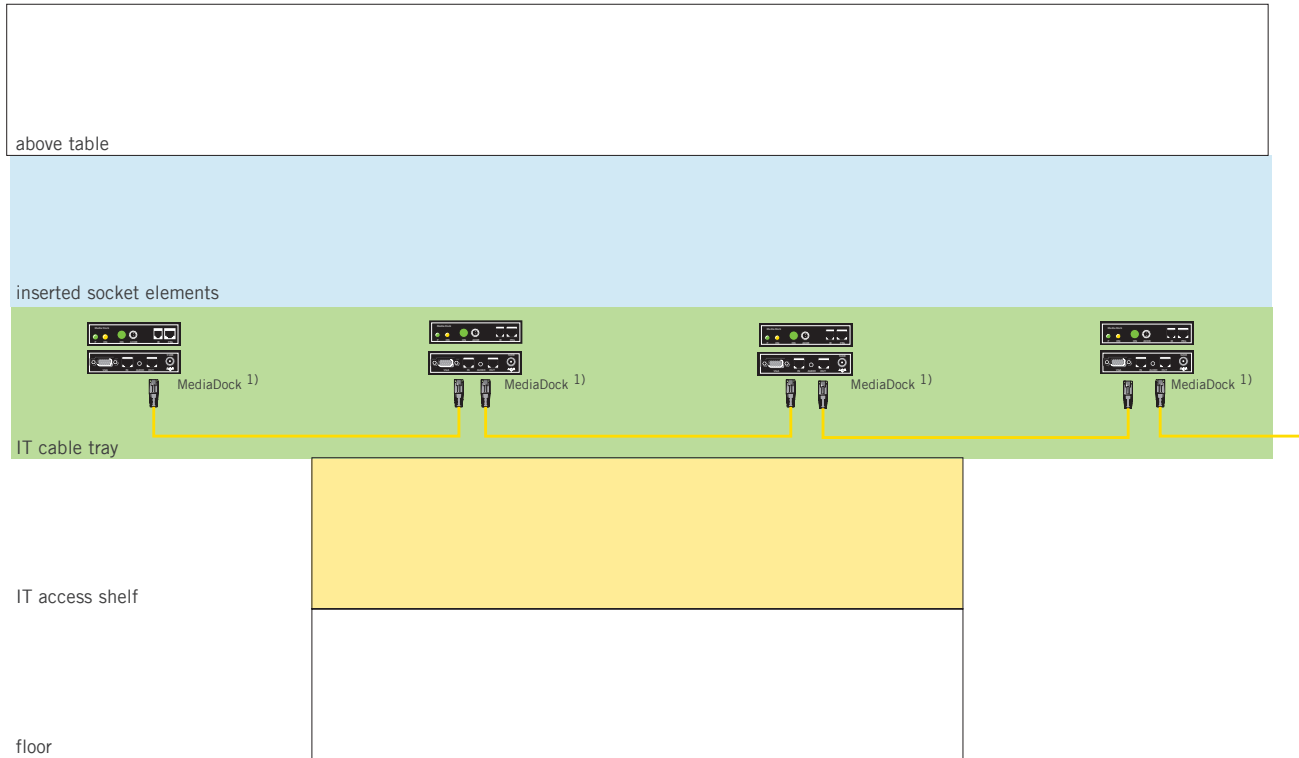 above table
inserted socket elements
MediaDock 1)
MediaDock 1)
MediaDock 1)
MediaDock 1)
IT cable tray
IT access shelf
floor